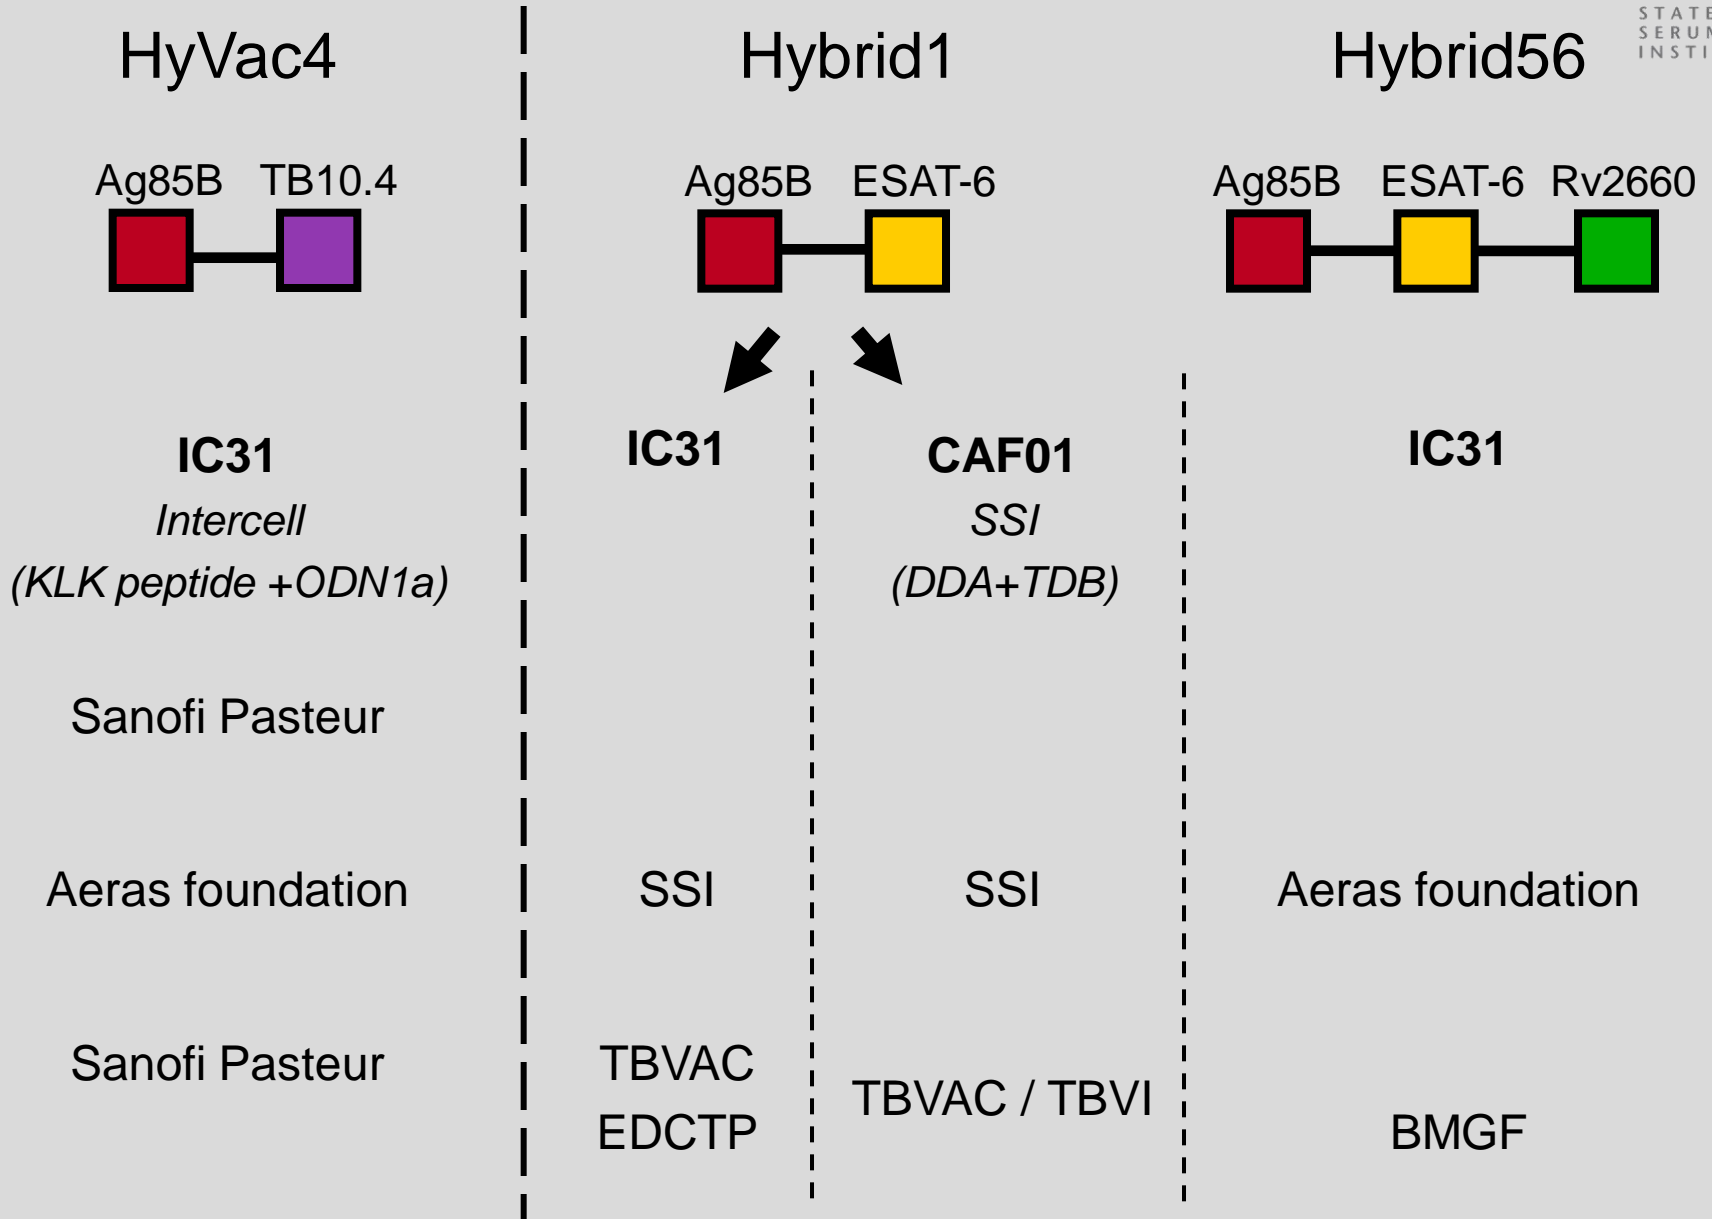 HyVac4
Hybrid1
Hybrid56
Ag85B TB10.4
Ag85B ESAT-6
Ag85B ESAT-6 Rv2660
IC31
Intercell
(KLK peptide +ODN1a)
IC31
CAF01
SSI
(DDA+TDB)
IC31
Sanofi Pasteur
Aeras foundation
SSI
SSI
Aeras foundation
Sanofi Pasteur
TBVAC
EDCTP
TBVAC / TBVI
BMGF